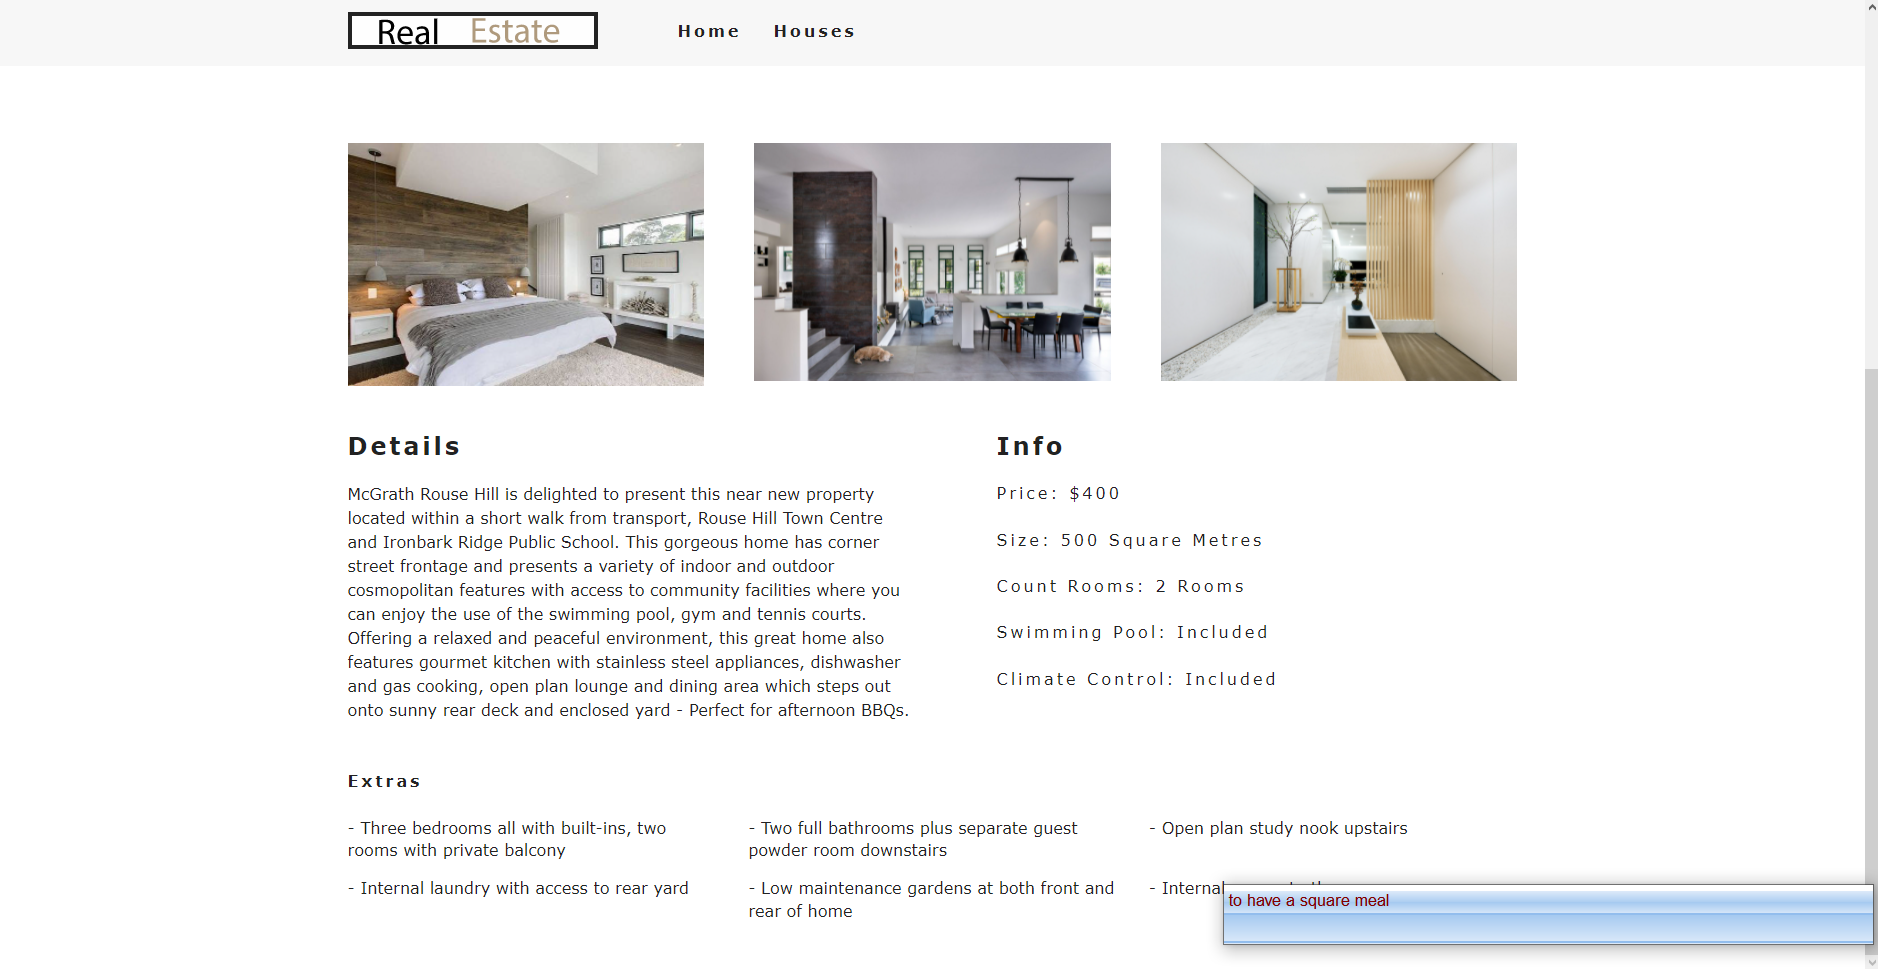 Real Estate
Home Houses
Details
McGrath Rouse Hill is delighted to present this near new property
located within a short walk from transport, Rouse Hill Town Centre
and Ironbark Ridge Public School. This gorgeous home has corner
street frontage and presents a variety of indoor and outdoor
cosmopolitan features with access to community facilities where you
can enjoy the use of the swimming pool, gym and tennis courts.
Offering a relaxed and peaceful environment, this great home also
features gourmet kitchen with stainless steel appliances, dishwasher
and gas cooking, open plan lounge and dining area which steps out
onto sunny rear deck and enclosed yard - Perfect for afternoon BBQs.
Info
Price: $400
Size: 500 Square Metres
Count Rooms: 2 Rooms
Swimming Pool: Included
Climate Control: Included
Extras
- Three bedrooms all with built-ins, two
rooms with private balcony
- Two full bathrooms plus separate guest
powder room downstairs
- Open plan study nook upstairs
- Internal laundry with access to rear yard
- Low maintenance gardens at both front and
rear of home
- Internal
to have a square meal